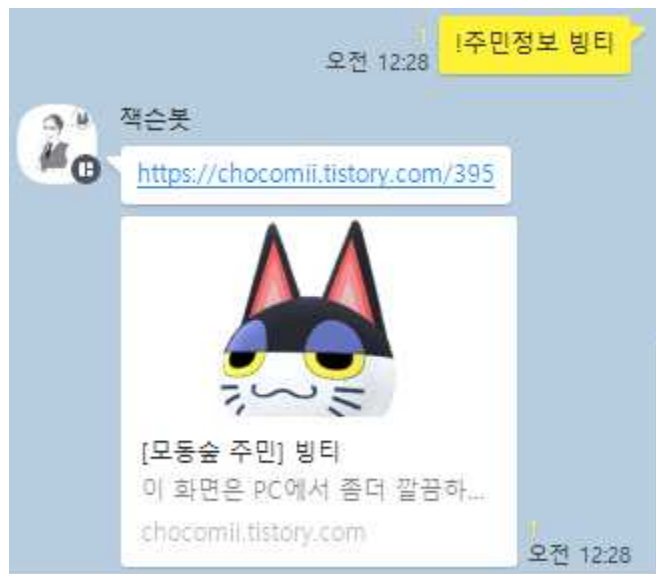 !주민정보 빙티
1
오전 12:28
잭슨봇
https://chocomii.tistory.com/395
[모동숲 주민] 빙티
이 화면은 PC에서 좀더 깔끔하...
chocomii.tistory.com
1
오전 12:28